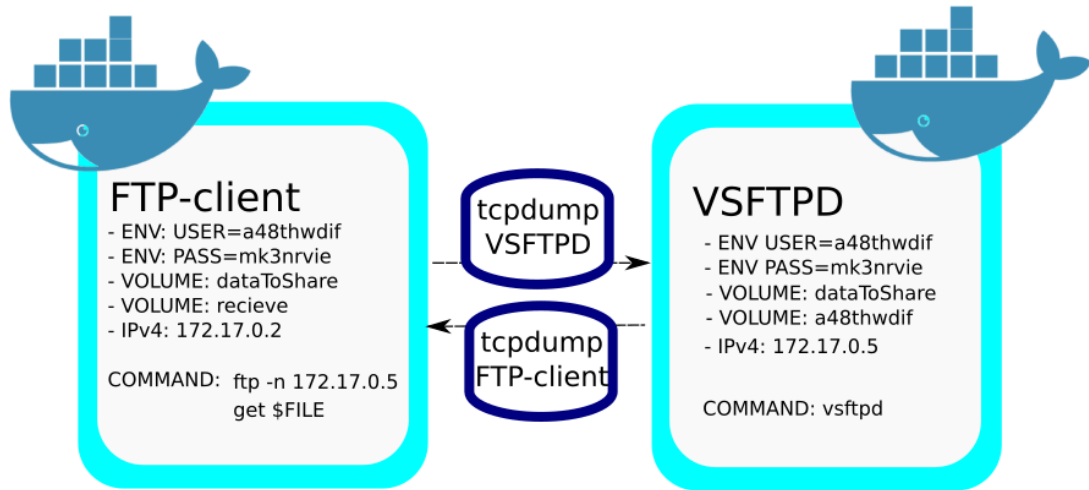 FTP-client
- ENV: USER=a48thwdif
- ENV: PASS=mk3nrvie
- VOLUME: dataToShare
- VOLUME: recieve
- IPv4: 172.17.0.2
COMMAND: ftp -n 172.17.0.5
get $FILE
tcpdump
VSFTPD
tcpdump
FTP-client
VSFTPD
- ENV USER=a48thwdif
- ENV PASS=mk3nrvie
- VOLUME: dataToShare
- VOLUME: a48thwdif
- IPv4: 172.17.0.5
COMMAND: vsftpd